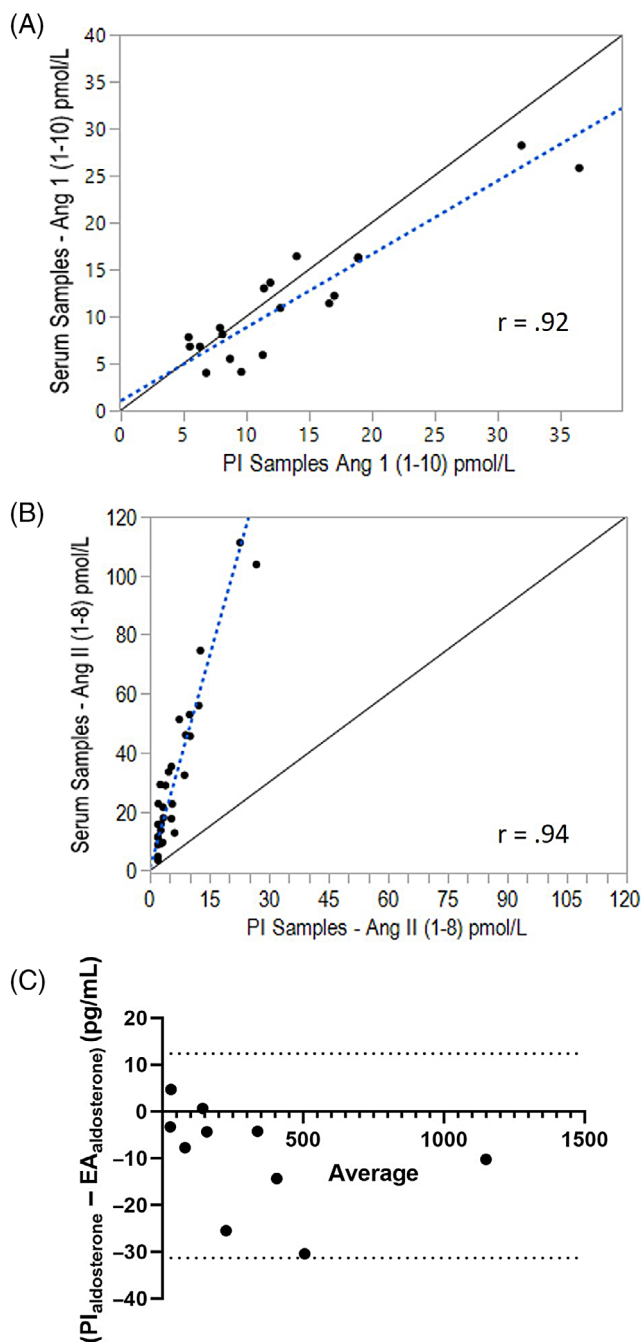 (A)
40
35
30
25
20
15
10
5
0
Serum Samples - Ang 1 (1-10) pmol/L
r = .92
0 5 10 15 20 25 30 35
PI Samples Ang 1 (1-10) pmol/L
(B)
120
100
80
60
40
20
0
Serum Samples - Ang II (1-8) pmol/L
r = .94
0 15 30 45 60 75 90 105 120
PI Samples - Ang II (1-8) pmol/L
(C)
20
10
0
−10
−20
−30
−40
(PIaldosterone − EAaldosterone) (pg/mL)
500 1000 1500
Average